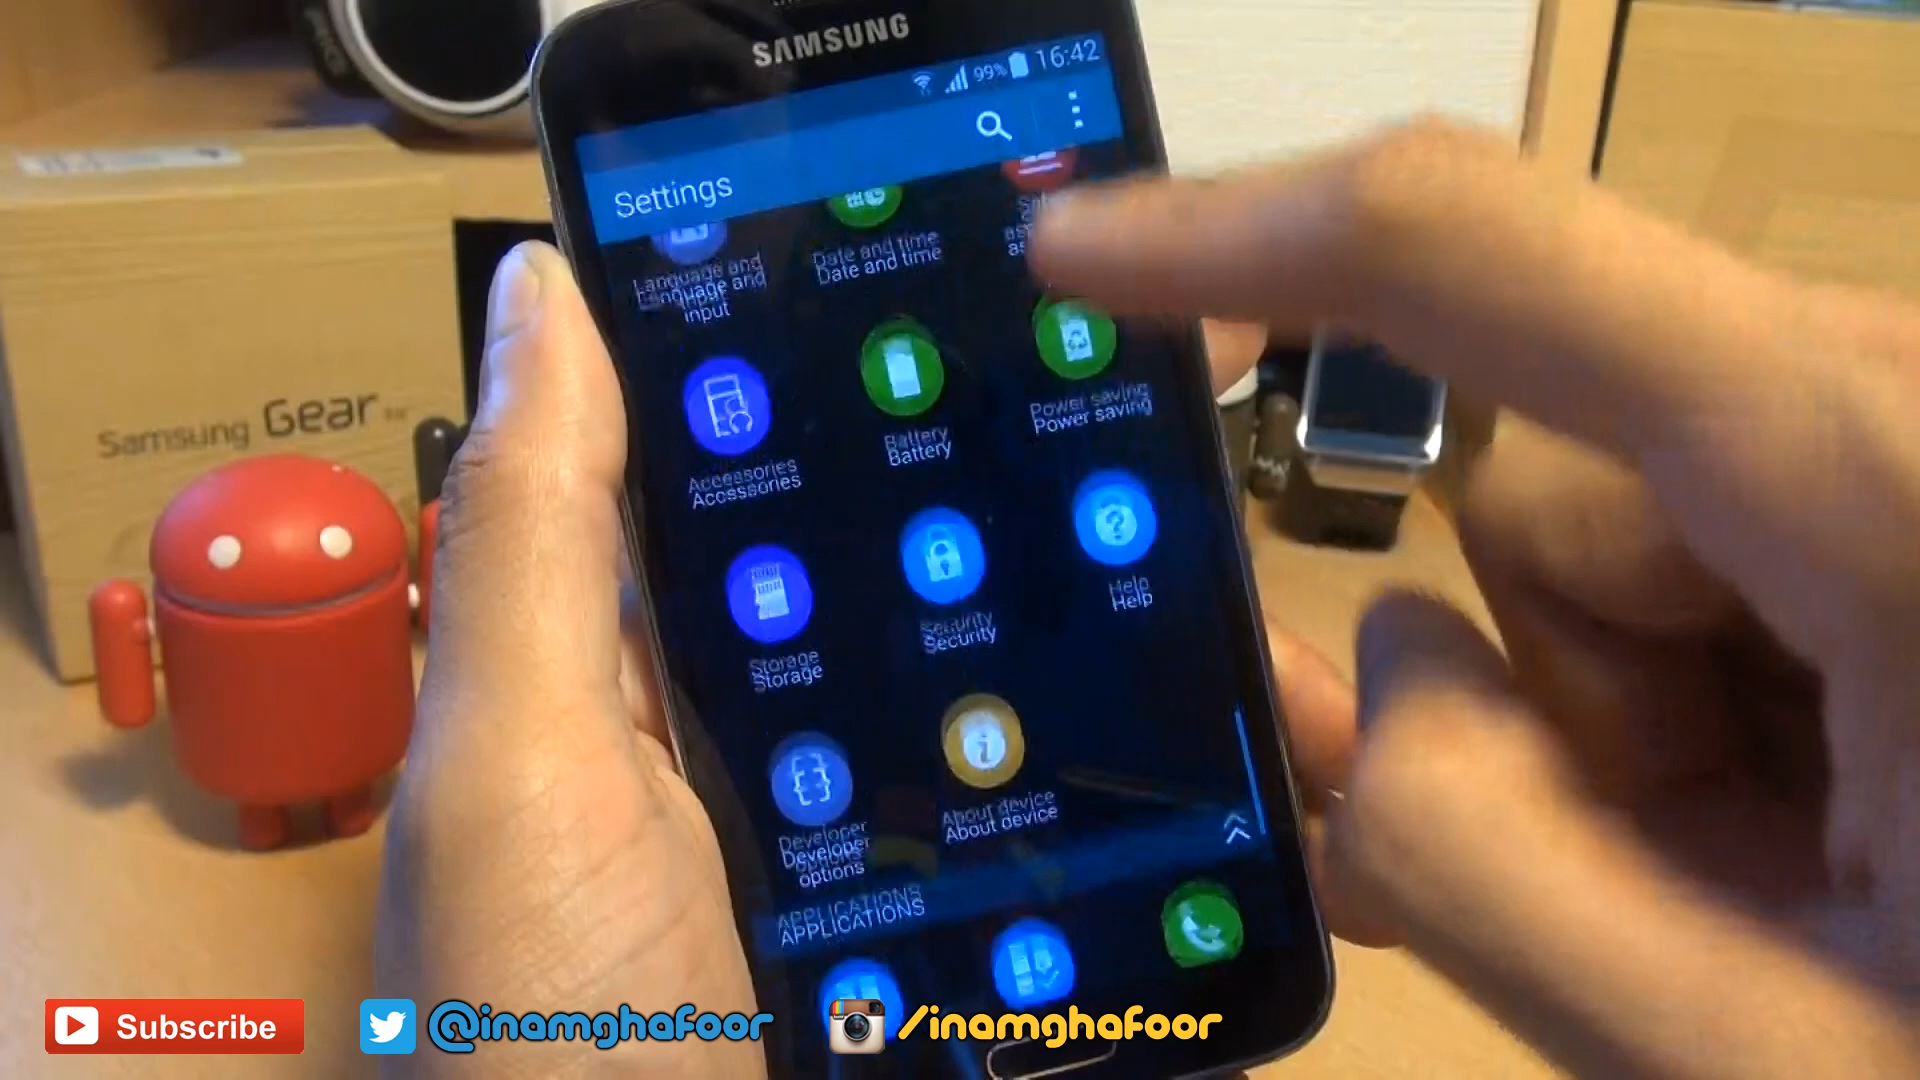 SAMSUNG
99% 16:42
Settings
Language and
input
Date and time
Accessories
Battery
Power saving
Storage
Security
Help
Developer
options
About device
APPLICATIONS
Samsung Gear
Subscribe
@inamghafoor
/inamghafoor